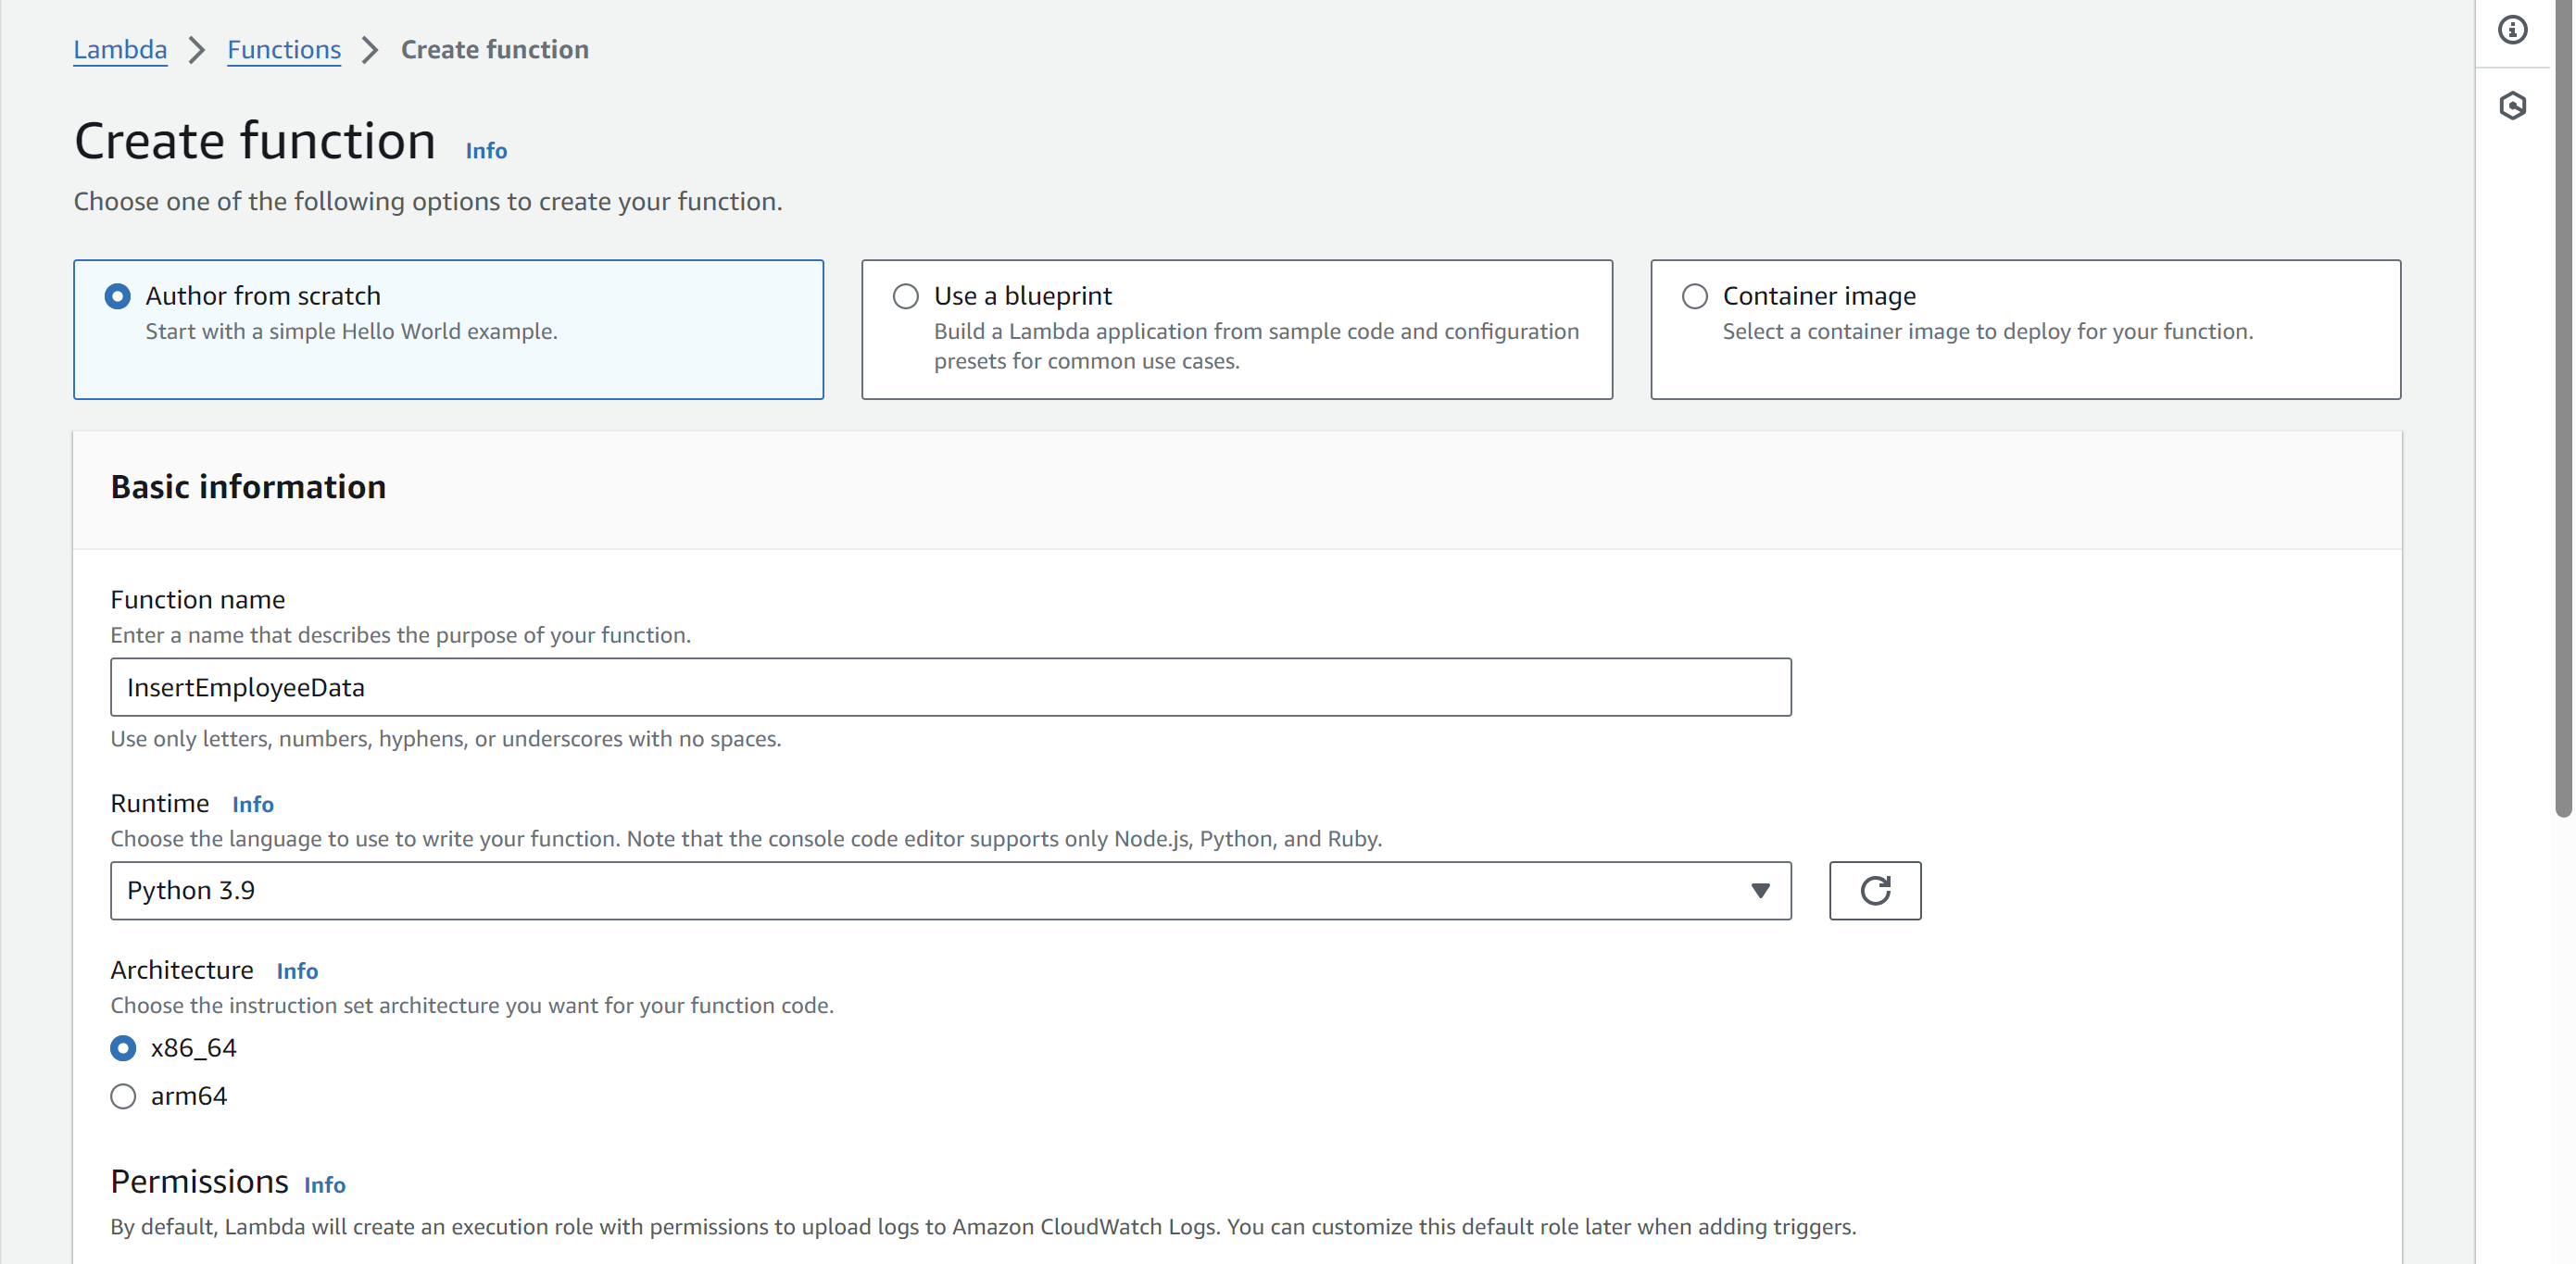 Lambda > Functions > Create function
Create function Info
Choose one of the following options to create your function.
Author from scratch
Start with a simple Hello World example.
Use a blueprint
Build a Lambda application from sample code and configuration
presets for common use cases.
Container image
Select a container image to deploy for your function.
Basic information
Function name
Enter a name that describes the purpose of your function.
InsertEmployeeData
Use only letters, numbers, hyphens, or underscores with no spaces.
Runtime Info
Choose the language to use to write your function. Note that the console code editor supports only Node.js, Python, and Ruby.
Python 3.9
Architecture Info
Choose the instruction set architecture you want for your function code.
x86_64
arm64
Permissions Info
By default, Lambda will create an execution role with permissions to upload logs to Amazon CloudWatch Logs. You can customize this default role later when adding triggers.